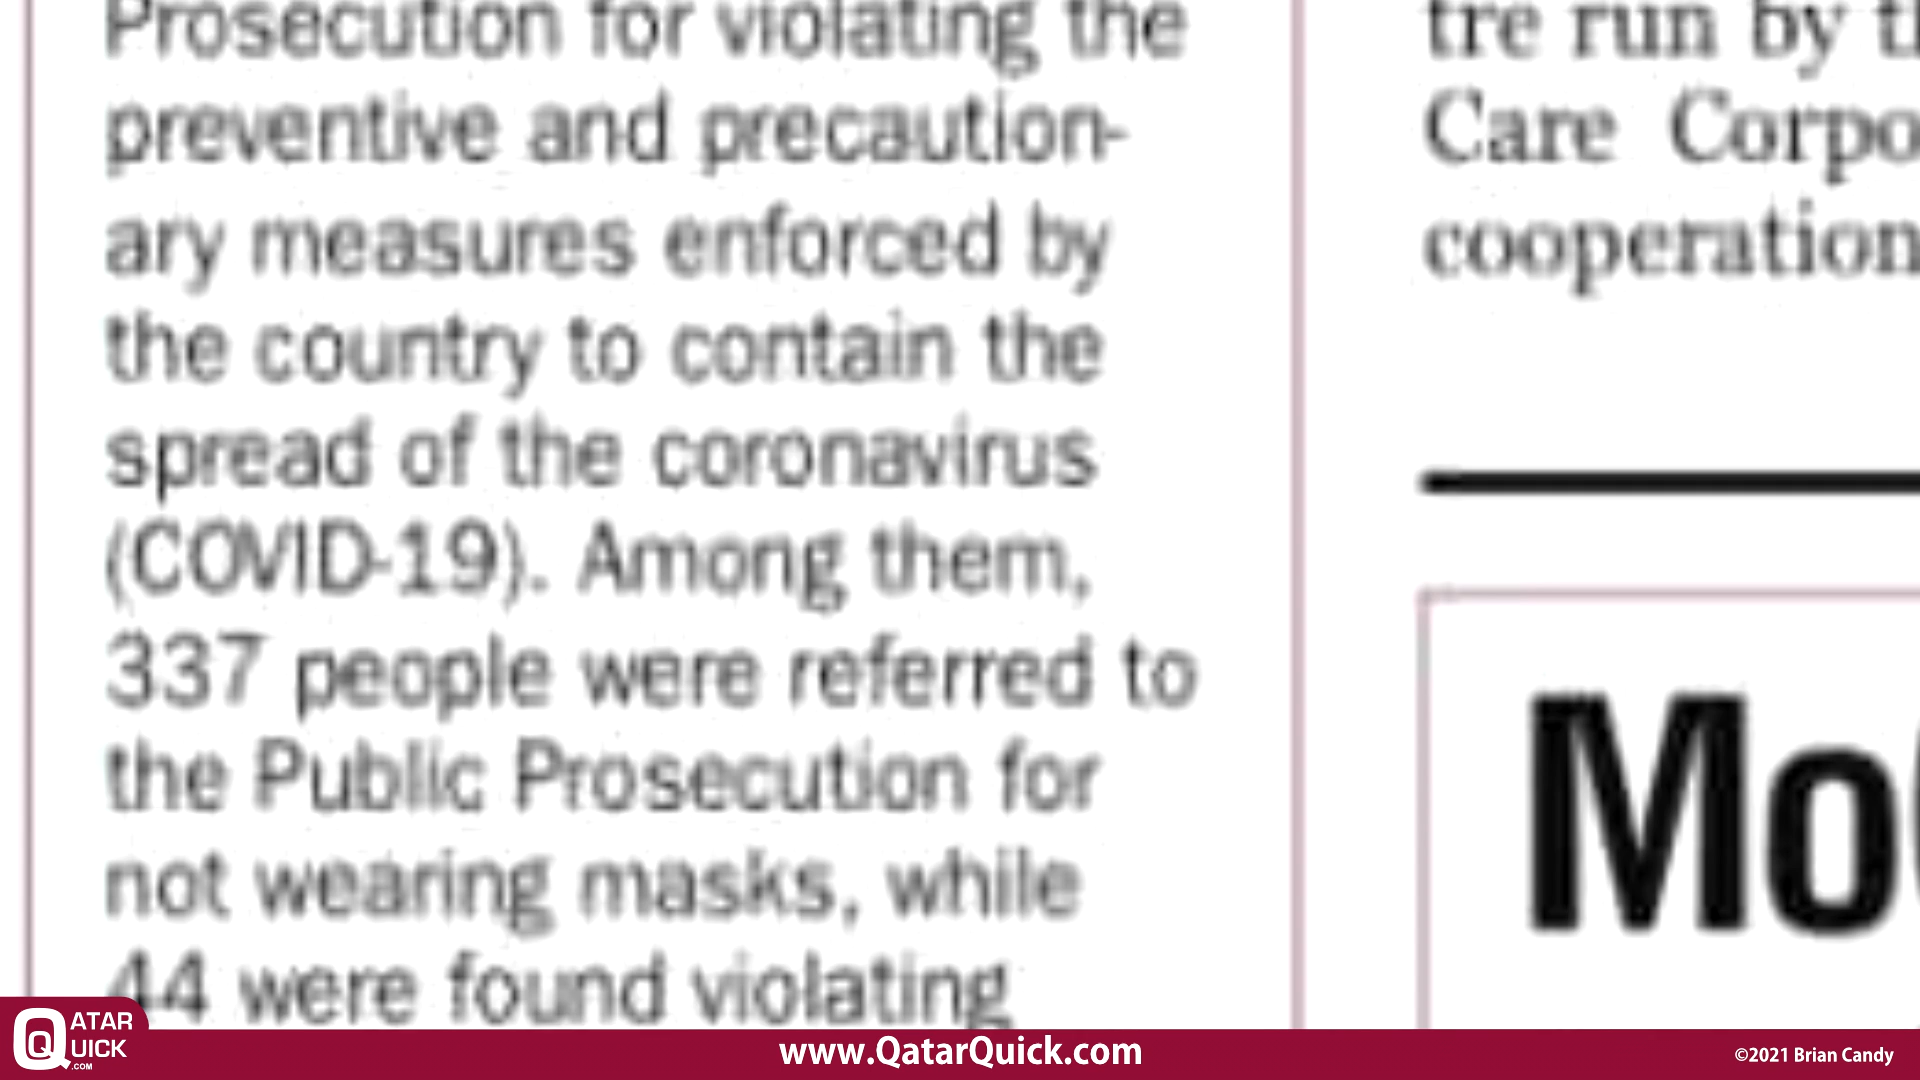 Prosecution for violating the
preventive and precaution-
ary measures enforced by
the country to contain the
spread of the coronavirus
(COVID-19). Among them,
337 people were referred to
the Public Prosecution for
not wearing masks, while
44 were found violating
tre run by
Care Corpo
cooperation
Mo
QATAR
QUICK
.COM
www.QatarQuick.com
©2021 Brian Candy